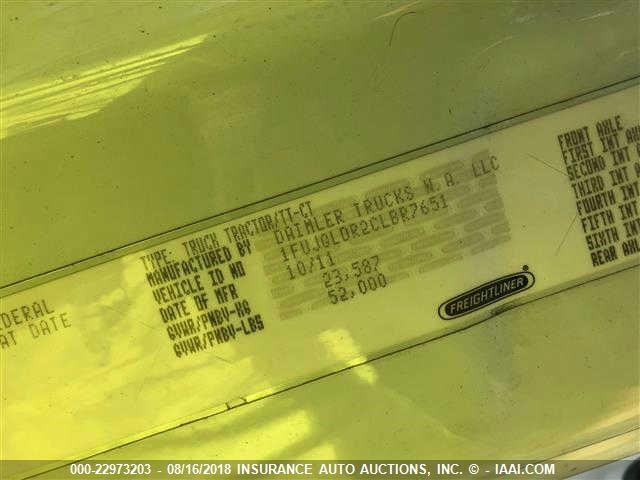 TYPE: TRUCK TRACTOR/TT-CT
MANUFACTURED BY DAIMLER TRUCKS N.A. LLC
VEHICLE ID NO 1FUJGLDR2CLBR7651
DATE OF MFR 10/11
GVWR/PNBV-KG 23,587
GVWR/PNBV-LBS 52,000
FREIGHTLINER
FRONT AXLE
FIRST INT
SECOND INT
THIRD INT
FOURTH INT
FIFTH INT
SIXTH INT
REAR
AT DATE
000-22973203 - 08/16/2018 INSURANCE AUTO AUCTIONS, INC. © - IAAI.COM